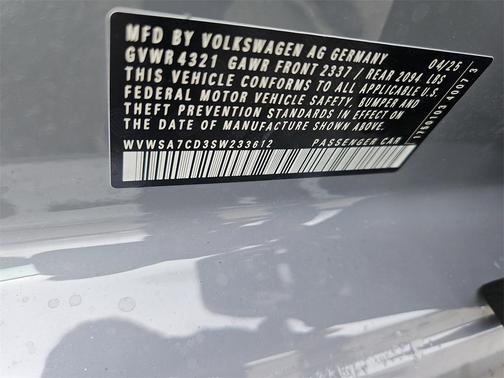 MFD BY VOLKSWAGEN AG GERMANY 04/25
GVWR 4321 GAWR FRONT 2337 / REAR 2094 LBS
THIS VEHICLE CONFORMS TO ALL APPLICABLE U.S.
FEDERAL MOTOR VEHICLE SAFETY, BUMPER AND
THEFT PREVENTION STANDARDS IN EFFECT ON
THE DATE OF MANUFACTURE SHOWN ABOVE.
WVWSA7CD3SW233612 PASSENGER CAR